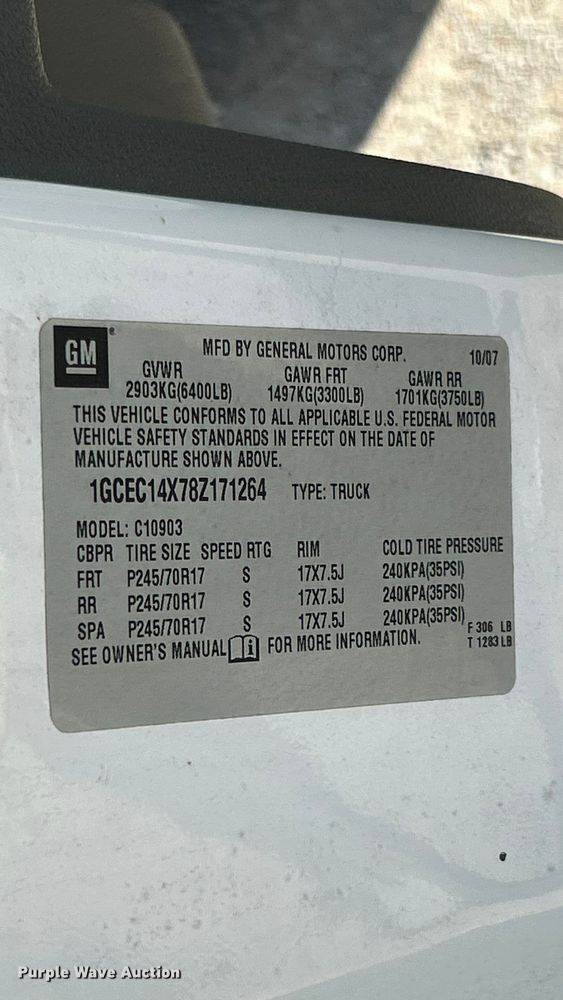 GM®
MFD BY GENERAL MOTORS CORP. 10/07
GVWR GAWR FRT GAWR RR
2903KG(6400LB) 1497KG(3300LB) 1701KG(3750LB)
THIS VEHICLE CONFORMS TO ALL APPLICABLE U.S. FEDERAL MOTOR
VEHICLE SAFETY STANDARDS IN EFFECT ON THE DATE OF
MANUFACTURE SHOWN ABOVE.
1GCEC14X78Z171264 TYPE: TRUCK
MODEL: C10903
CBPR TIRE SIZE SPEED RTG RIM COLD TIRE PRESSURE
FRT P245/70R17 S 17X7.5J 240KPA(35PSI)
RR P245/70R17 S 17X7.5J 240KPA(35PSI)
SPA P245/70R17 S 17X7.5J 240KPA(35PSI)
F 306 LB
T 1283 LB
SEE OWNER'S MANUAL i FOR MORE INFORMATION.
Purple Wave Auction